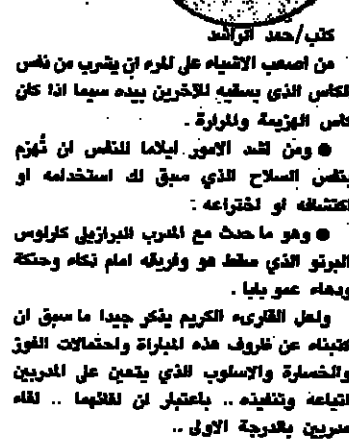 كتب/حمد الراشد
من اصعب الاشياء على المرء ان يشرب من نفس
الكاس الذي يسقيه للآخرين بيده سيما اذا كان
كاس الهزيمة والمرارة .
● ومن اشد الامور ايلاما للنفس ان تُهزم
بنفس السلاح الذي سبق لك استخدامه او
اكتشافه او اختراعه .
● وهو ما حدث مع المدرب البرازيلي كارلوس
البرتو الذي سقط هو وفريقه امام ذكاء وحنكة
ودهاء عمو بابا .
ولعل القارىء الكريم يذكر جيدا ما سبق ان
كتبناه عن ظروف هذه المباراة واحتمالات الفوز
والخسارة والاسلوب الذي يتعين على المدربين
اتباعه وتنفيذه .. باعتبار ان لقائهما .. لقاء
مدربين بالدرجة الاولى ..